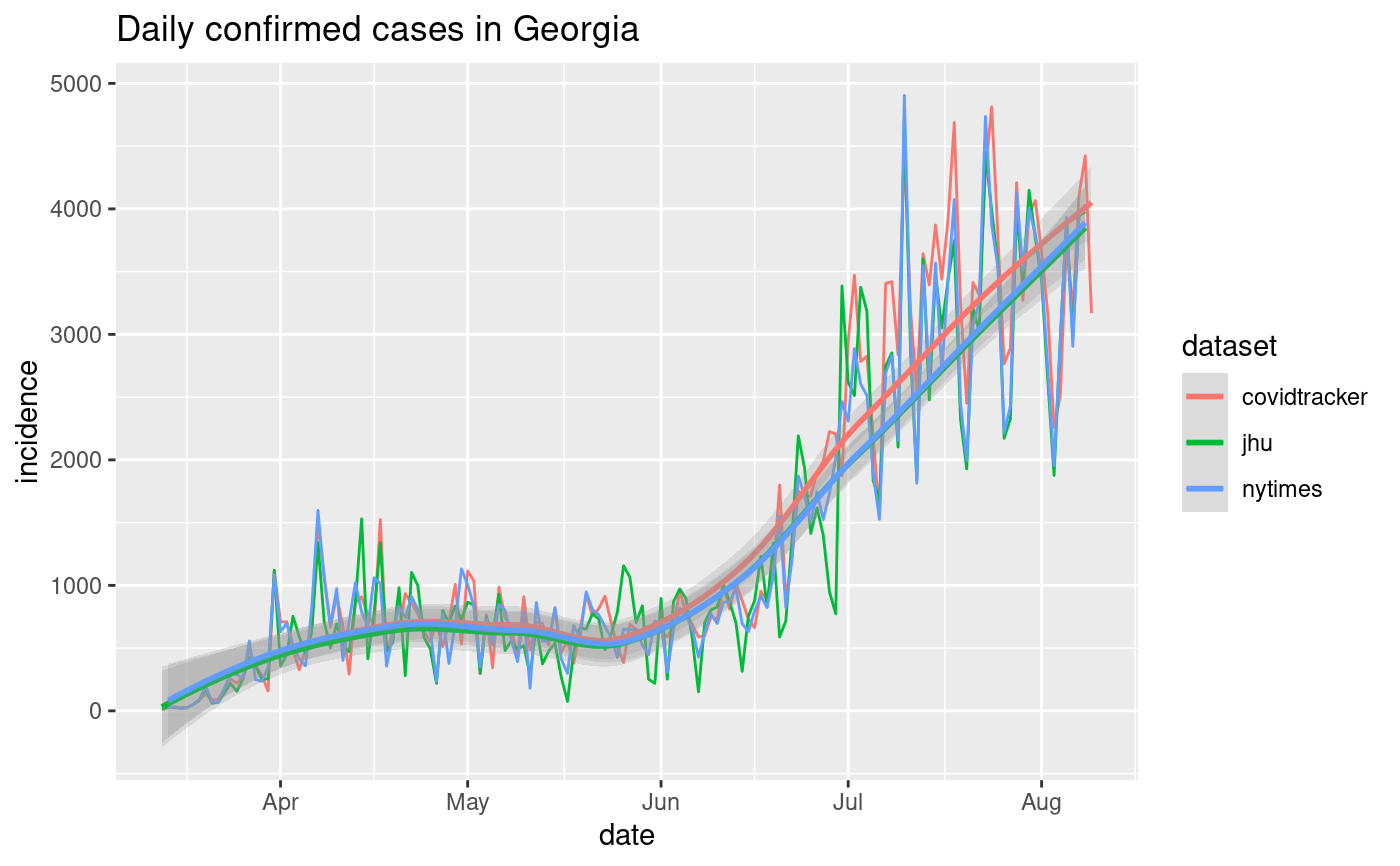 Daily confirmed cases in Georgia
5000
4000
3000
2000
1000
0
incidence
Apr May Jun Jul Aug
date
dataset
covidtracker
jhu
nytimes